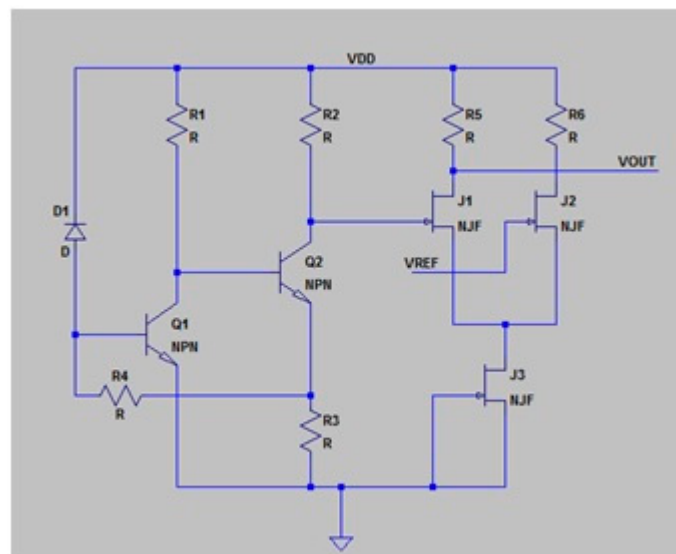 VDD
R1
R
R2
R
R5
R
R6
R
VOUT
D1
D
J1
NJF
J2
NJF
Q2
NPN
VREF
Q1
NPN
R4
R
J3
NJF
R3
R